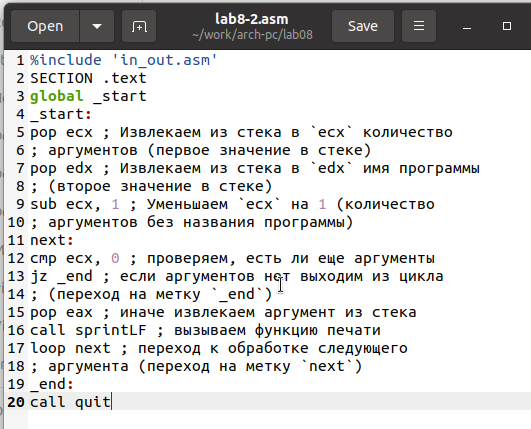 Open
lab8-2.asm
~/work/arch-pc/lab08
Save
1 %include 'in_out.asm'
2 SECTION .text
3 global _start
4 _start:
5 pop ecx ; Извлекаем из стека в `ecx` количество
6 ; аргументов (первое значение в стеке)
7 pop edx ; Извлекаем из стека в `edx` имя программы
8 ; (второе значение в стеке)
9 sub ecx, 1 ; Уменьшаем `ecx` на 1 (количество
10 ; аргументов без названия программы)
11 next:
12 cmp ecx, 0 ; проверяем, есть ли еще аргументы
13 jz _end ; если аргументов нет выходим из цикла
14 ; (переход на метку `_end`)
15 pop eax ; иначе извлекаем аргумент из стека
16 call sprintLF ; вызываем функцию печати
17 loop next ; переход к обработке следующего
18 ; аргумента (переход на метку `next`)
19 _end:
20 call quit